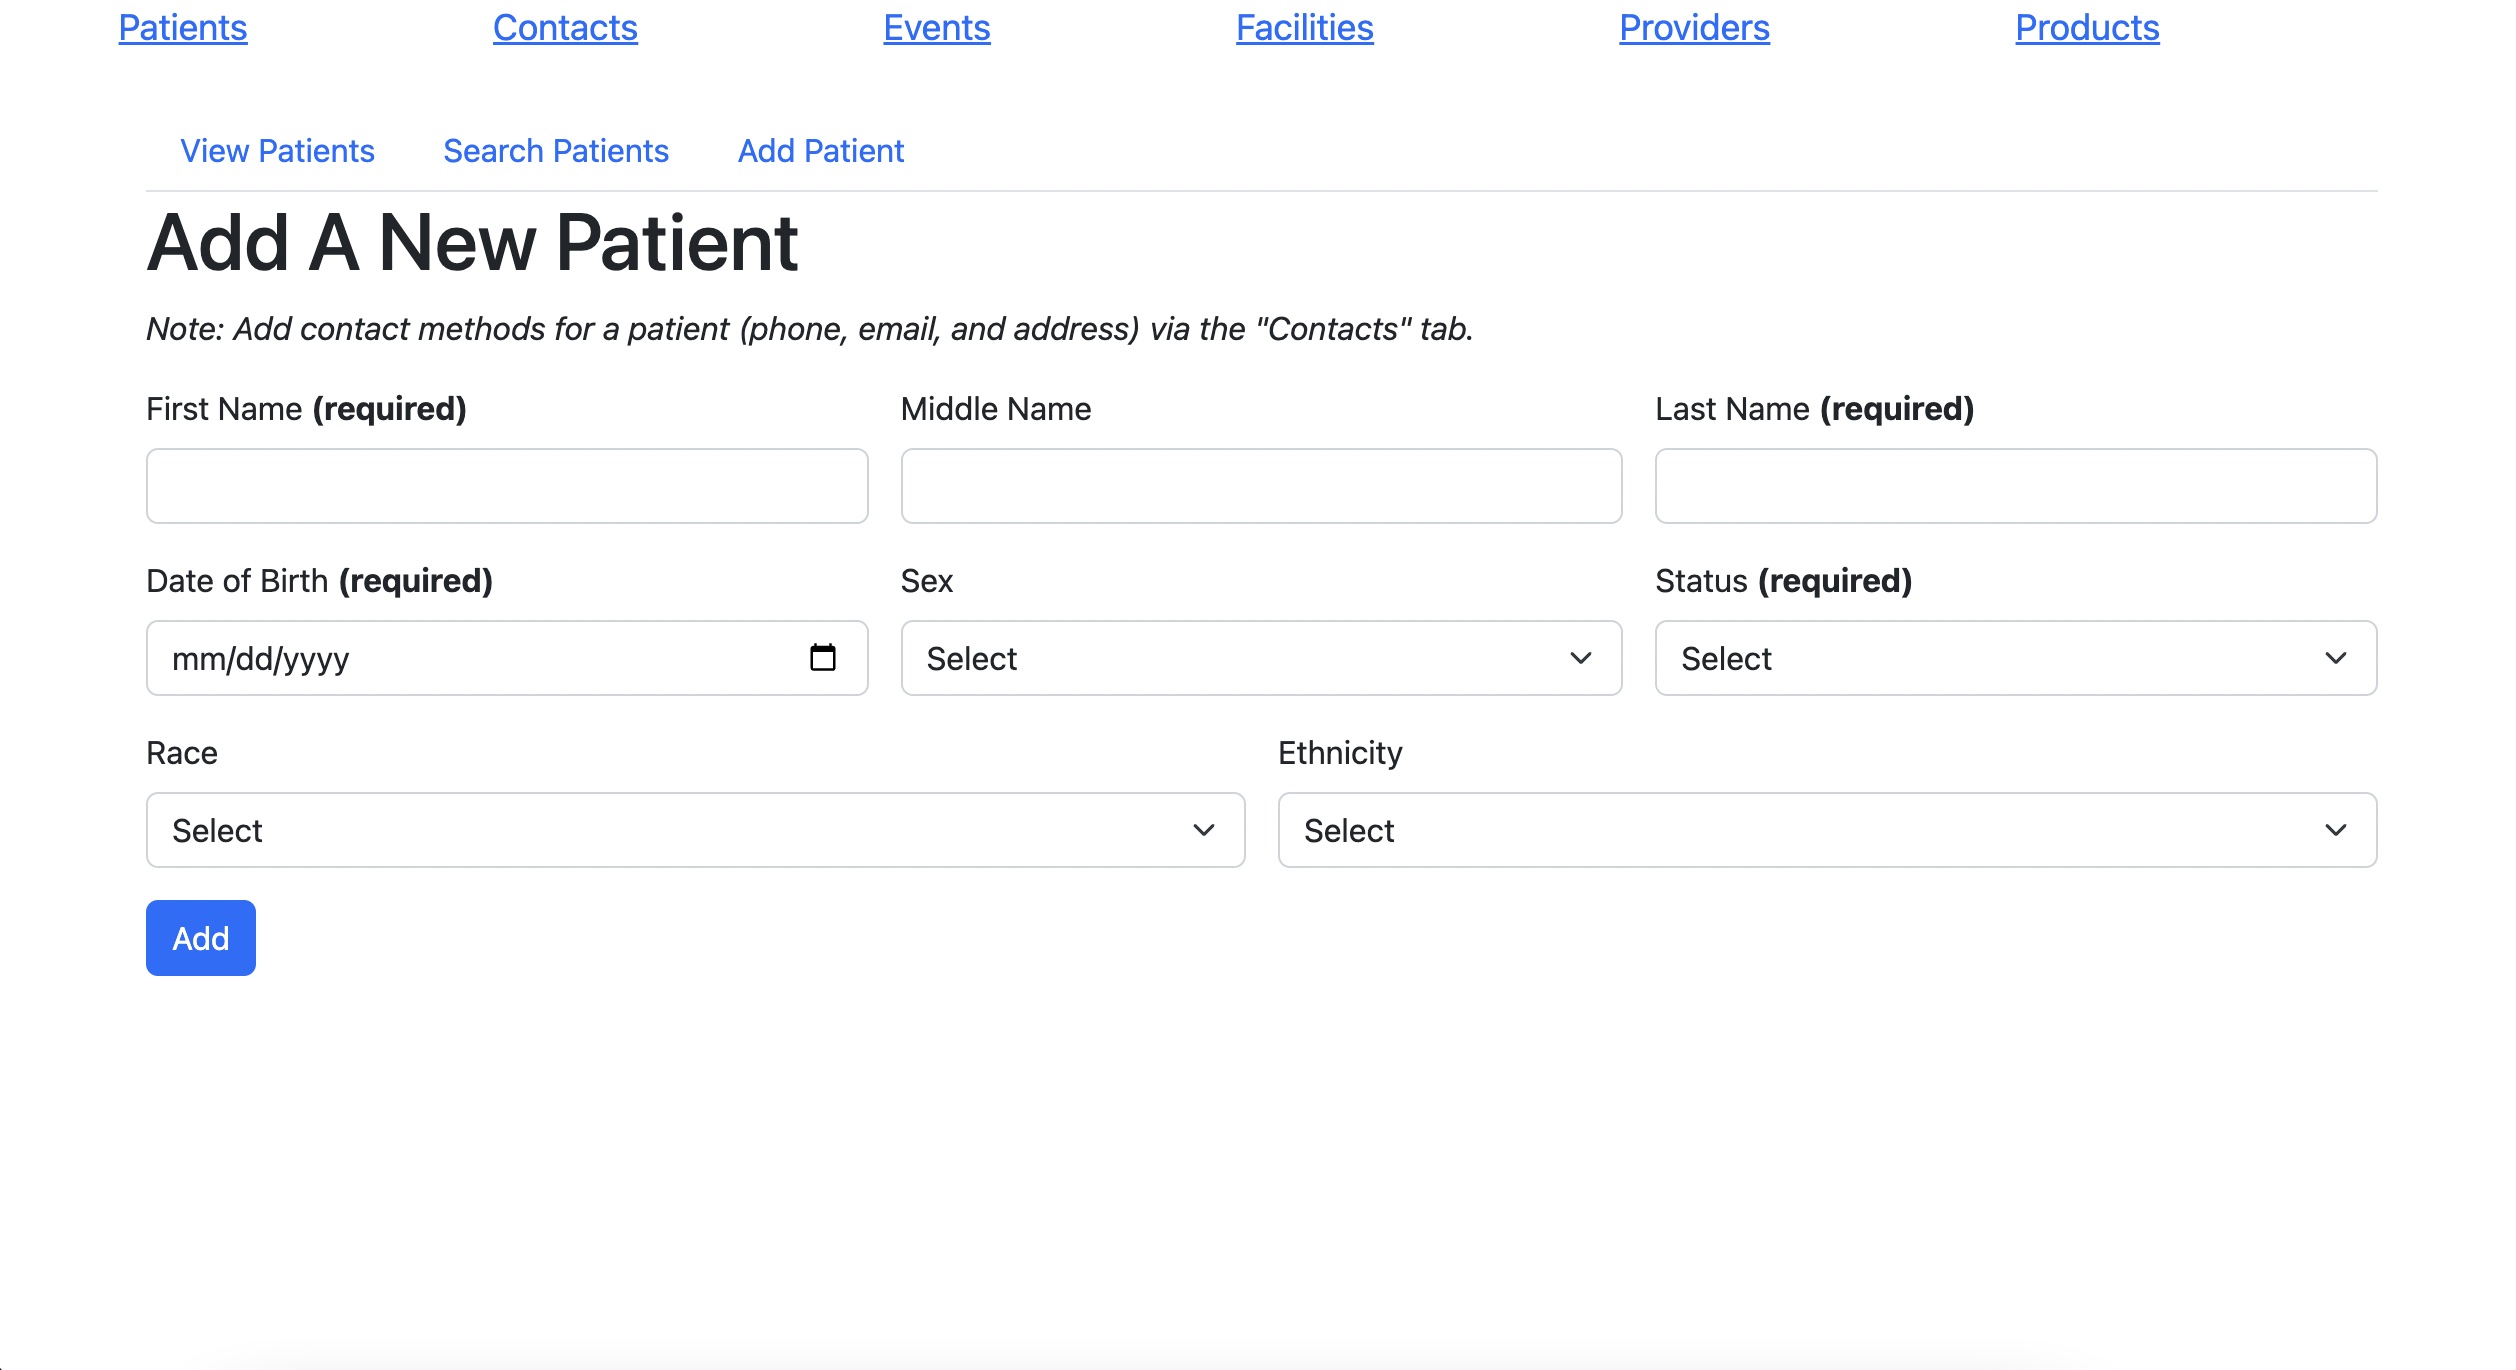 Patients Contacts Events Facilities Providers Products
View Patients Search Patients Add Patient
Add A New Patient
Note: Add contact methods for a patient (phone, email, and address) via the "Contacts" tab.
First Name (required) Middle Name Last Name (required)
Date of Birth (required) Sex Status (required)
mm/dd/yyyy Select Select
Race Ethnicity
Select Select
Add